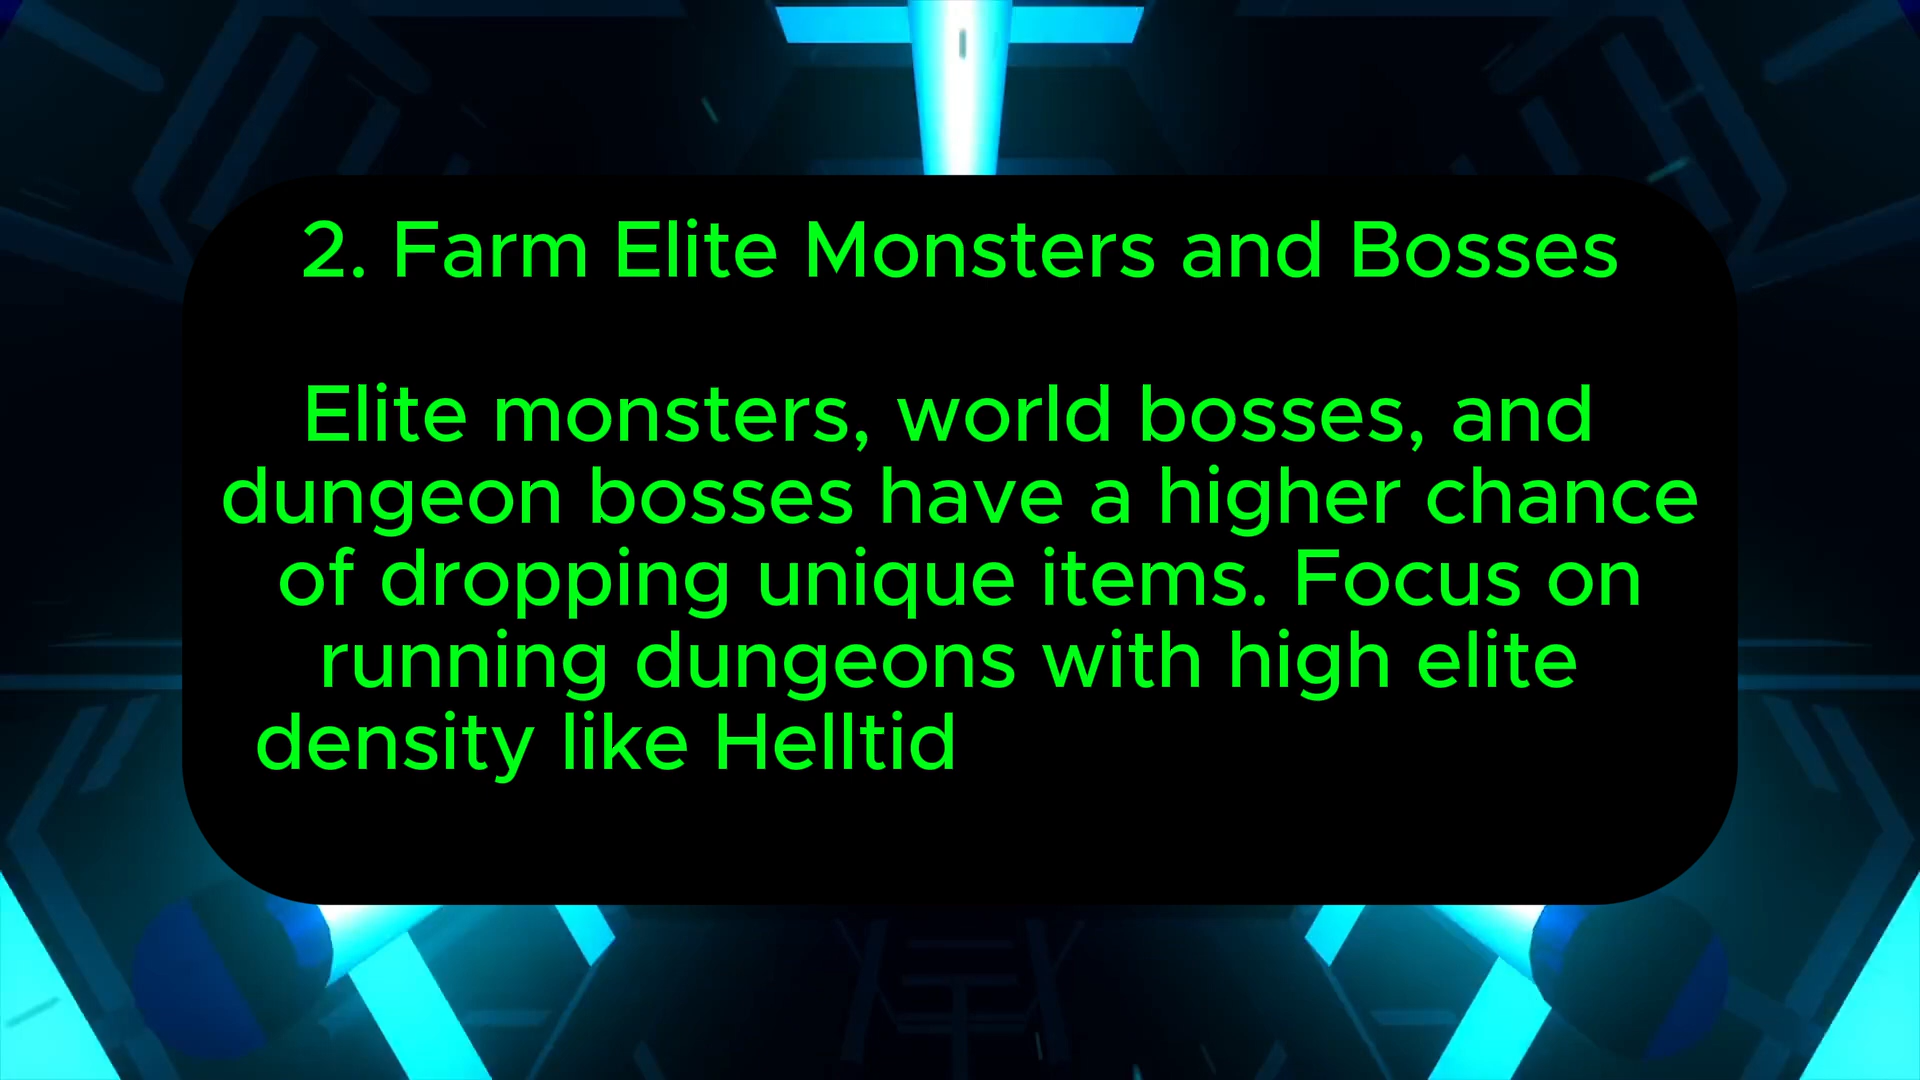 2. Farm Elite Monsters and Bosses
Elite monsters, world bosses, and
dungeon bosses have a higher chance
of dropping unique items. Focus on
running dungeons with high elite
density like Helltid